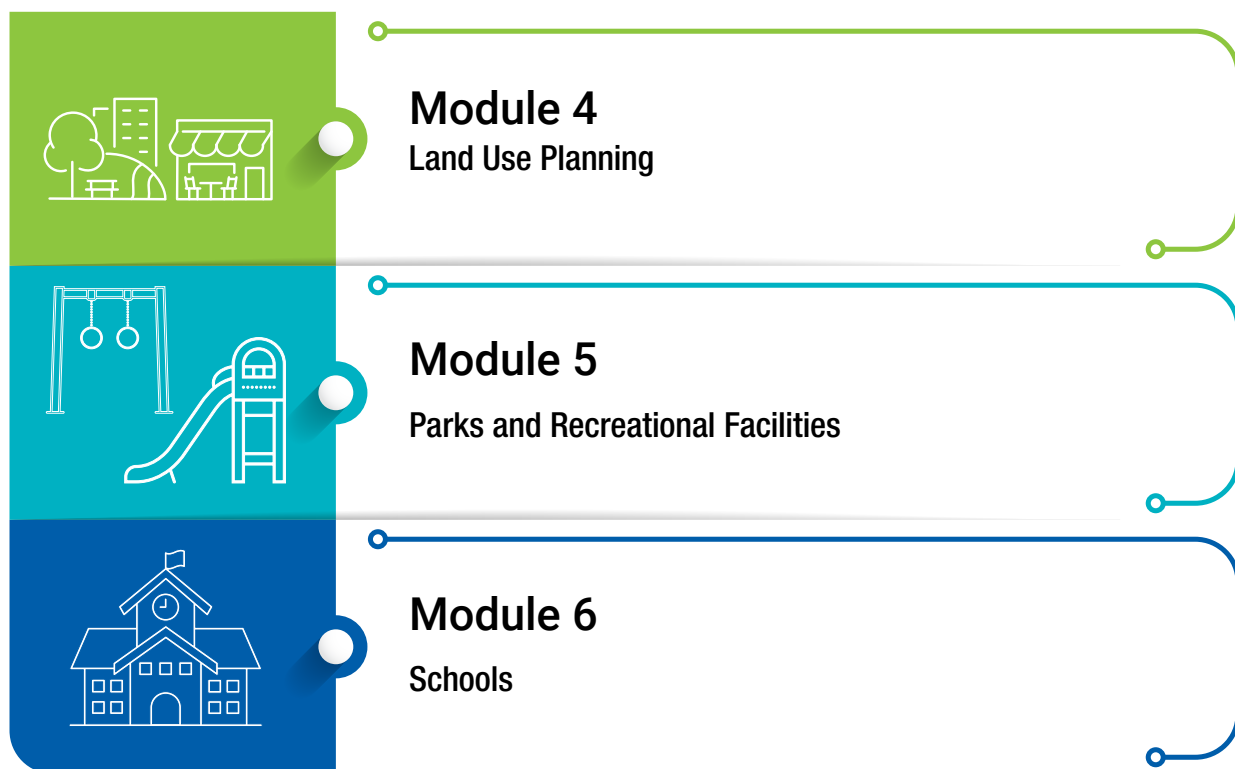 Module 4
Land Use Planning
Module 5
Parks and Recreational Facilities
Module 6
Schools